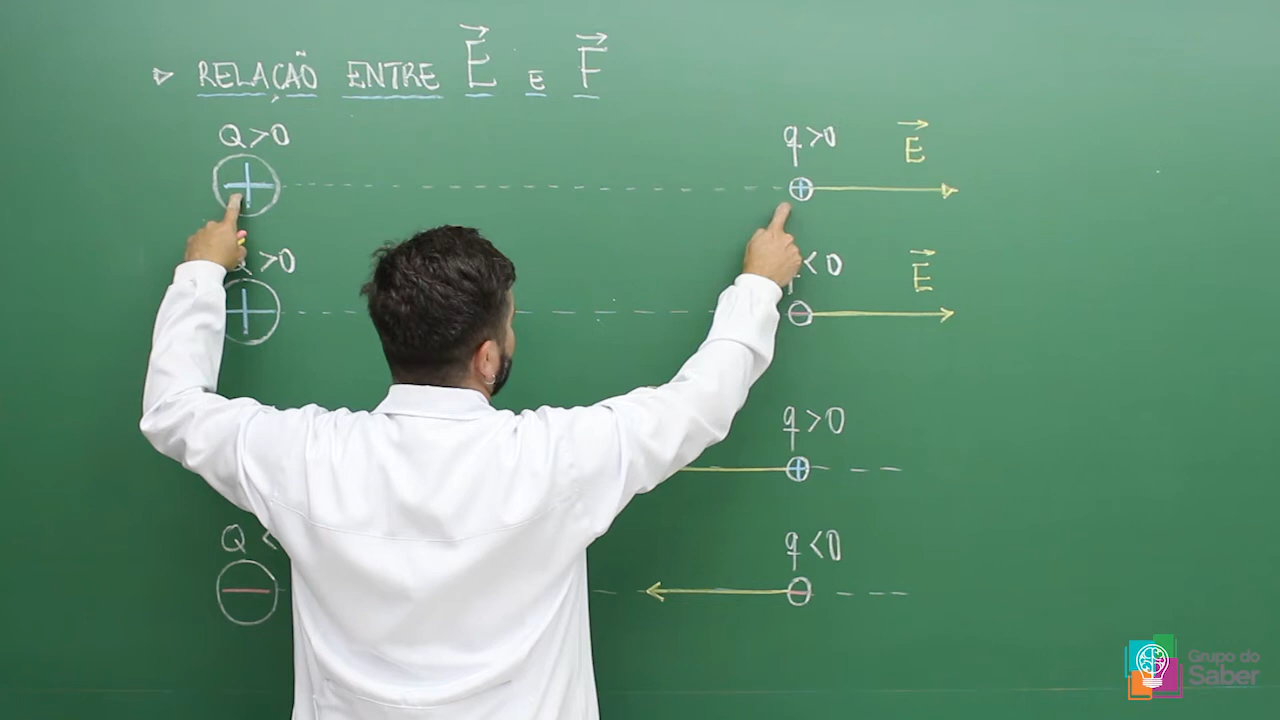 ▷ RELAÇÃO ENTRE E⃗ E F⃗
Q>0
q>0
E⃗
+
+
>0
<0
E⃗
+
-
q>0
+
Q <
q<0
-
-
Grupo do
Saber